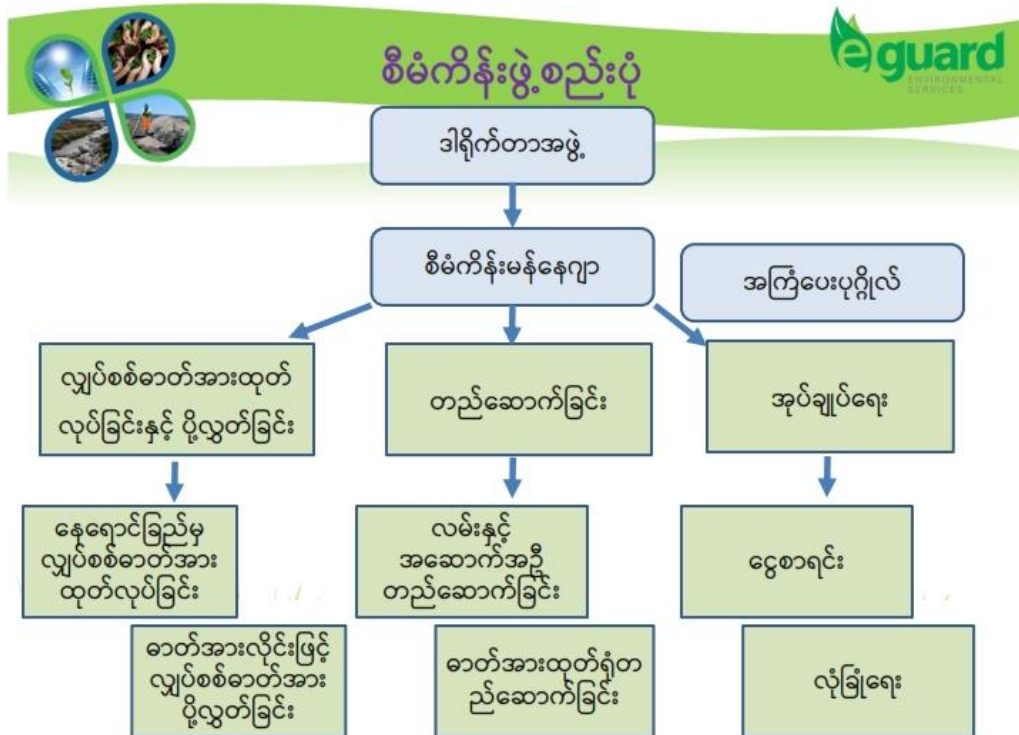 စီမံကိန်းဖွဲ့စည်းပုံ
eguard
ENVIRONMENTAL
SERVICES
ဒါရိုက်တာအဖွဲ့
စီမံကိန်းမန်နေဂျာ
အကြံပေးပုဂ္ဂိုလ်
လျှပ်စစ်ဓာတ်အားထုတ်
လုပ်ခြင်းနှင့် ပို့လွှတ်ခြင်း
တည်ဆောက်ခြင်း
အုပ်ချုပ်ရေး
နေရောင်ခြည်မှ
လျှပ်စစ်ဓာတ်အား
ထုတ်လုပ်ခြင်း
လမ်းနှင့်
အဆောက်အဦ
တည်ဆောက်ခြင်း
ငွေစာရင်း
ဓာတ်အားလိုင်းဖြင့်
လျှပ်စစ်ဓာတ်အား
ပို့လွှတ်ခြင်း
ဓာတ်အားထုတ်ရုံတ
ည်ဆောက်ခြင်း
လုံခြုံရေး